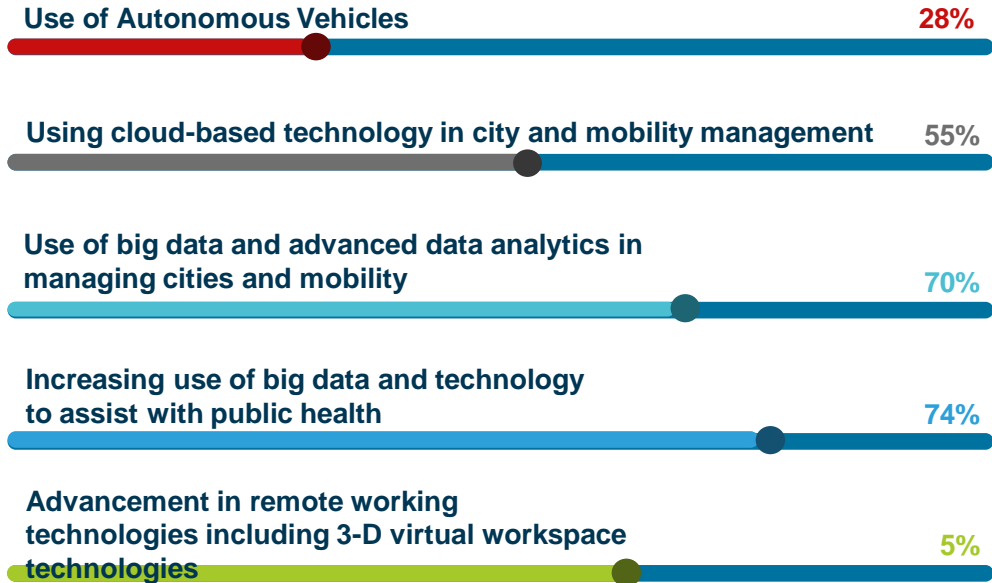 Use of Autonomous Vehicles 28%
Using cloud-based technology in city and mobility management 55%
Use of big data and advanced data analytics in
managing cities and mobility 70%
Increasing use of big data and technology
to assist with public health 74%
Advancement in remote working
technologies including 3-D virtual workspace 5%
technologies